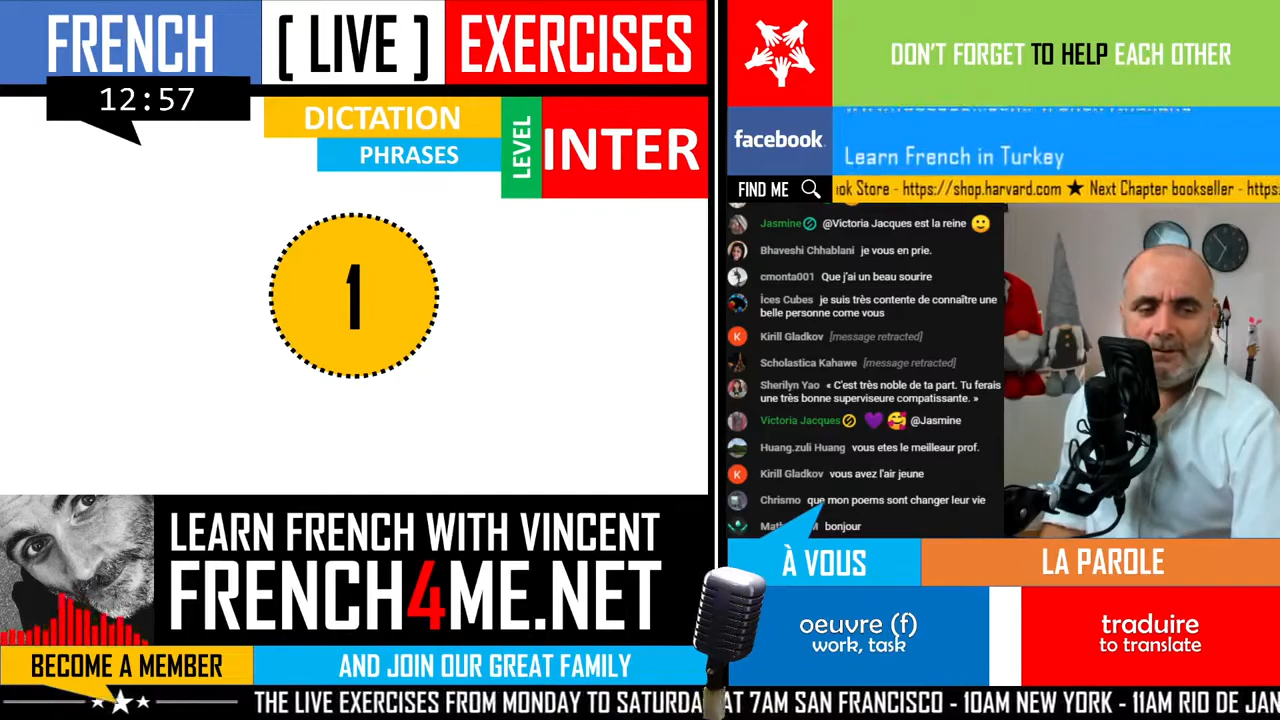 FRENCH
[ LIVE ]
EXERCISES
12:57
DICTATION
PHRASES
LEVEL
INTER
1
LEARN FRENCH WITH VINCENT
FRENCH4ME.NET
BECOME A MEMBER
AND JOIN OUR GREAT FAMILY
THE LIVE EXERCISES FROM MONDAY TO SATURDAY AT 7AM SAN FRANCISCO - 10AM NEW YORK - 11AM RIO DE JAN
DON'T FORGET TO HELP EACH OTHER
facebook.
Learn French in Turkey
FIND ME
ok Store - https://shop.harvard.com ★ Next Chapter bookseller - https:
Jasmine @Victoria Jacques est la reine
Bhaveshi Chhablani je vous en prie.
cmonta001 Que j'ai un beau sourire
İces Cubes je suis très contente de connaître une
belle personne come vous
Kirill Gladkov [message retracted]
Scholastica Kahawe [message retracted]
Sherilyn Yao « C'est très noble de ta part. Tu ferais
une très bonne superviseure compatissante. »
Victoria Jacques 💜 🥰 @Jasmine
Huang.zuli Huang vous etes le meilleaur prof.
Kirill Gladkov vous avez l'air jeune
Chrismo que mon poems sont changer leur vie
bonjour
À VOUS
LA PAROLE
oeuvre (f)
work, task
traduire
to translate